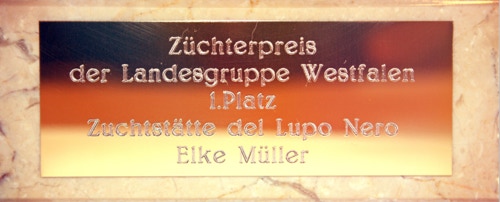 Züchterpreis
der Landesgruppe Westfalen
1.Platz
Zuchtstätte del Lupo Nero
Elke Müller